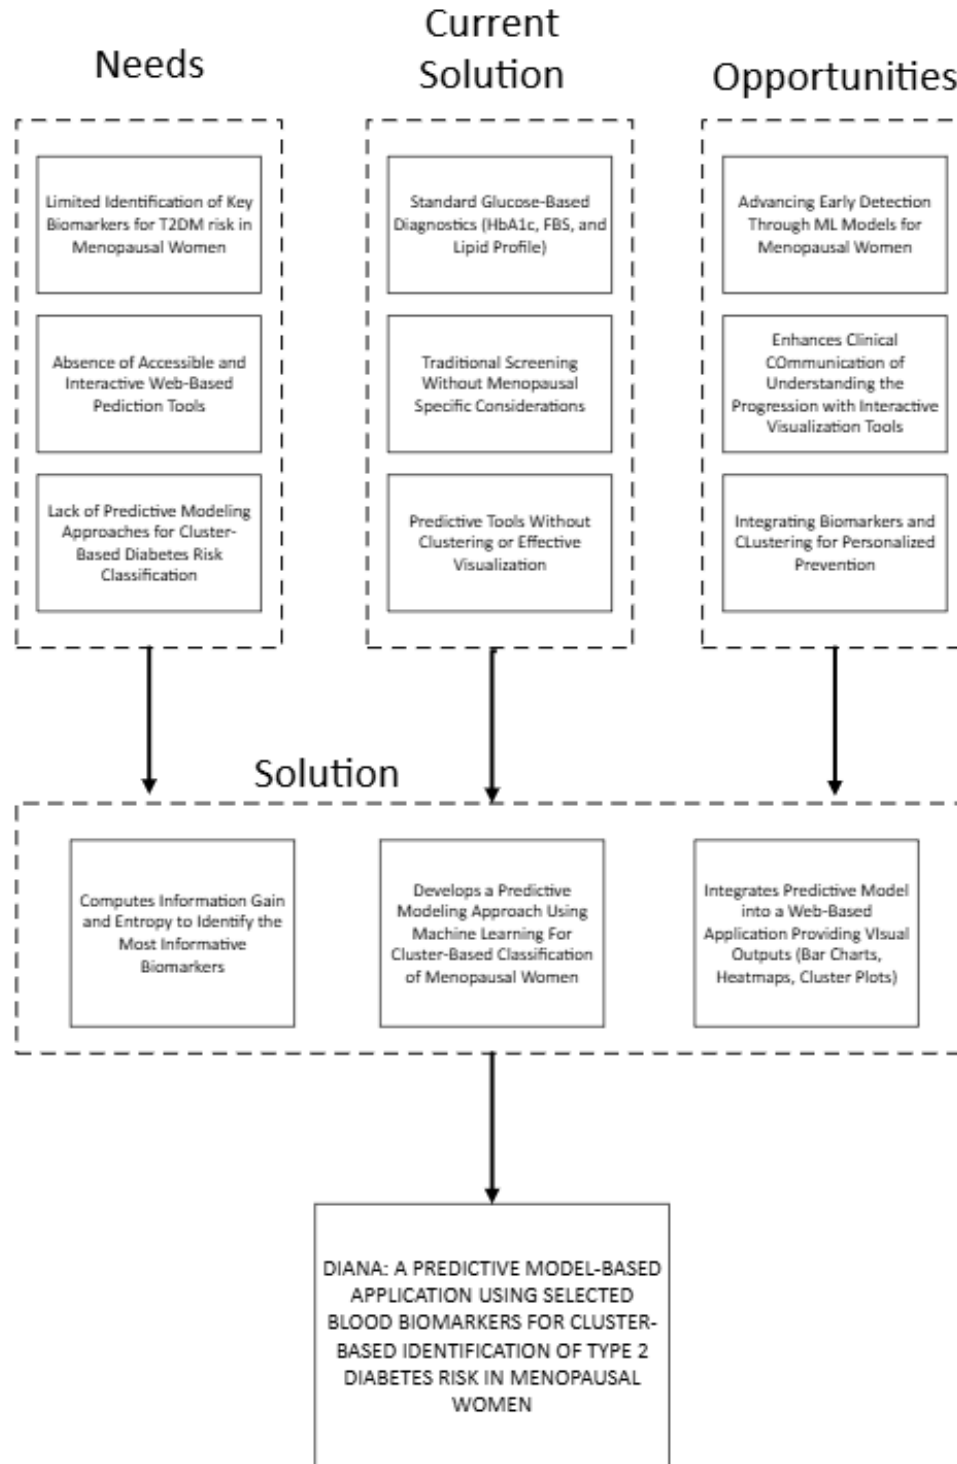 Needs
Current
Solution
Opportunities
Limited Identification of Key
Biomarkers for T2DM risk in
Menopausal Women
Absence of Accessible and
Interactive Web-Based
Pediction Tools
Lack of Predictive Modeling
Approaches for Cluster-
Based Diabetes Risk
Classification
Standard Glucose-Based
Diagnostics (HbA1c, FBS, and
Lipid Profile)
Traditional Screening
Without Menopausal
Specific Considerations
Predictive Tools Without
Clustering or Effective
Visualization
Advancing Early Detection
Through ML Models for
Menopausal Women
Enhances Clinical
COmmunication of
Understanding the
Progression with Interactive
Visualization Tools
Integrating Biomarkers and
CLustering for Personalized
Prevention
Solution
Computes Information Gain
and Entropy to Identify the
Most Informative
Biomarkers
Develops a Predictive
Modeling Approach Using
Machine Learning For
Cluster-Based Classification
of Menopausal Women
Integrates Predictive Model
into a Web-Based
Application Providing VIsual
Outputs (Bar Charts,
Heatmaps, Cluster Plots)
DIANA: A PREDICTIVE MODEL-BASED
APPLICATION USING SELECTED
BLOOD BIOMARKERS FOR CLUSTER-
BASED IDENTIFICATION OF TYPE 2
DIABETES RISK IN MENOPAUSAL
WOMEN